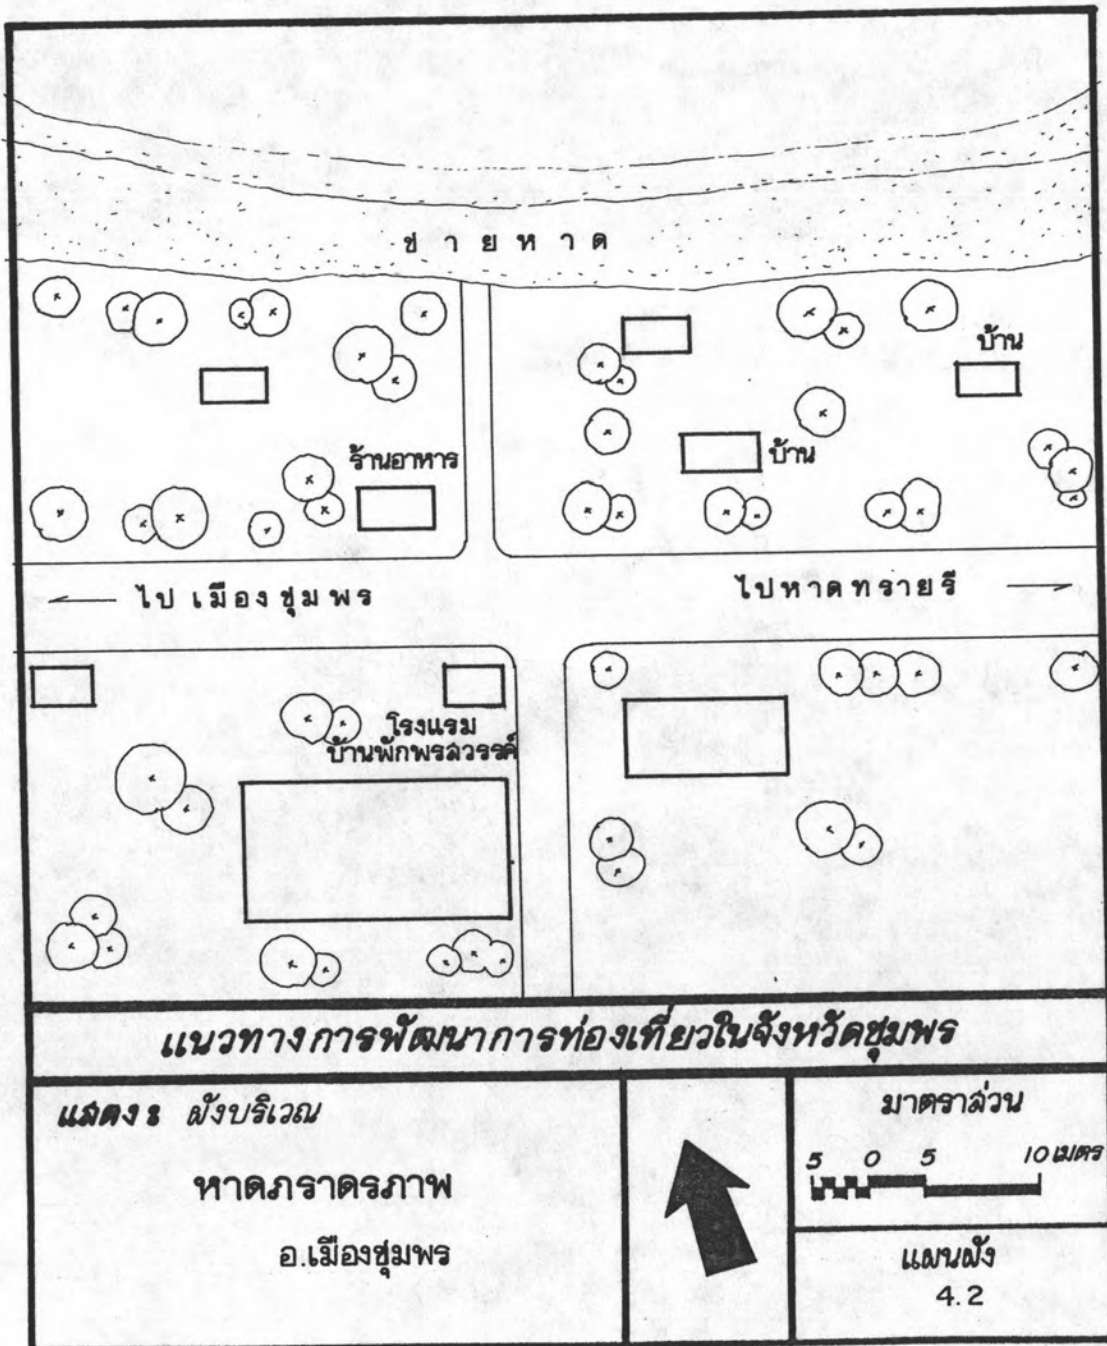 ชายหาด
บ้าน
ร้านอาหาร
บ้าน
ไปเมืองชุมพร
ไปหาดทรายรี
โรงแรม
บ้านพักพรสวรรค์
แนวทางการพัฒนาการท่องเที่ยวในจังหวัดชุมพร
แสดง : ผังบริเวณ
หาดภราดรภาพ
อ.เมืองชุมพร
มาตราส่วน
5 0 5 10 เมตร
แผนผัง
4.2